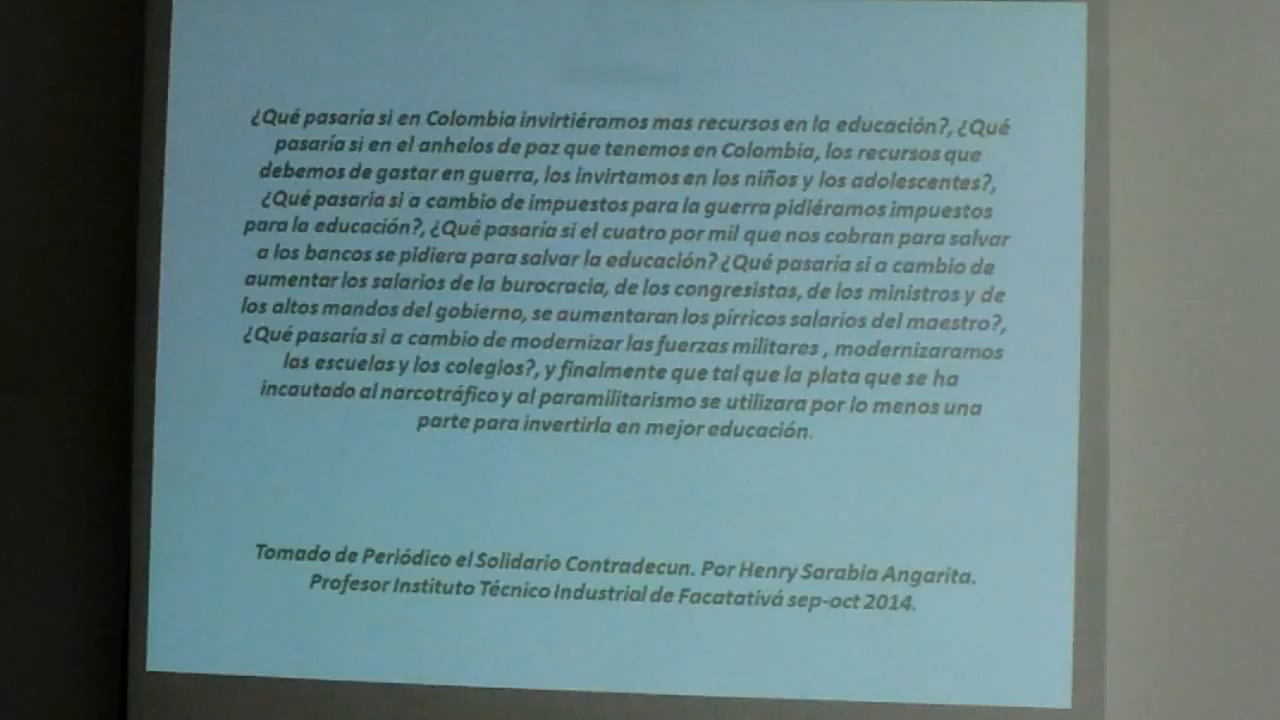 ¿Qué pasaría si en Colombia invirtiéramos mas recursos en la educación?, ¿Qué
pasaría si en el anhelos de paz que tenemos en Colombia, los recursos que
debemos de gastar en guerra, los invirtamos en los niños y los adolescentes?,
¿Qué pasaría si a cambio de impuestos para la guerra pidiéramos impuestos
para la educación?, ¿Qué pasaría si el cuatro por mil que nos cobran para salvar
a los bancos se pidiera para salvar la educación? ¿Qué pasaría si a cambio de
aumentar los salarios de la burocracia, de los congresistas, de los ministros y de
los altos mandos del gobierno, se aumentaran los pírricos salarios del maestro?,
¿Qué pasaría si a cambio de modernizar las fuerzas militares , modernizaramos
las escuelas y los colegios?, y finalmente que tal que la plata que se ha
incautado al narcotráfico y al paramilitarismo se utilizara por lo menos una
parte para invertirla en mejor educación.
Tomado de Periódico el Solidario Contradecun. Por Henry Sarabia Angarita.
Profesor Instituto Técnico Industrial de Facatativá sep-oct 2014.